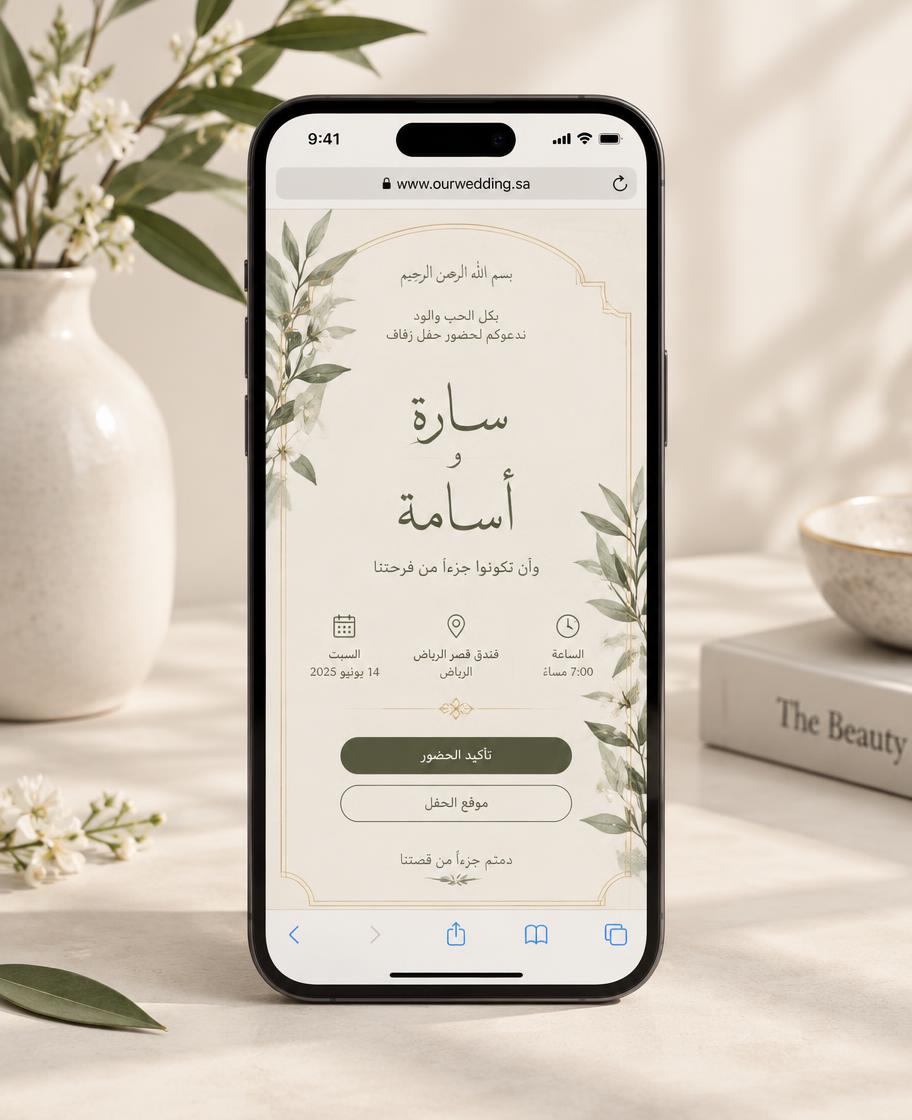 9:41
www.ourwedding.sa
بسم الله الرحمن الرحيم
بكل الحب والود
ندعوكم لحضور حفل زفاف
سارة
و
أسامة
وأن تكونوا جزءاً من فرحتنا
الساعة
7:00 مساءً
فندق قصر الرياض
الرياض
السبت
14 يونيو 2025
تأكيد الحضور
موقع الحفل
دمتم جزءاً من قصتنا
The Beauty